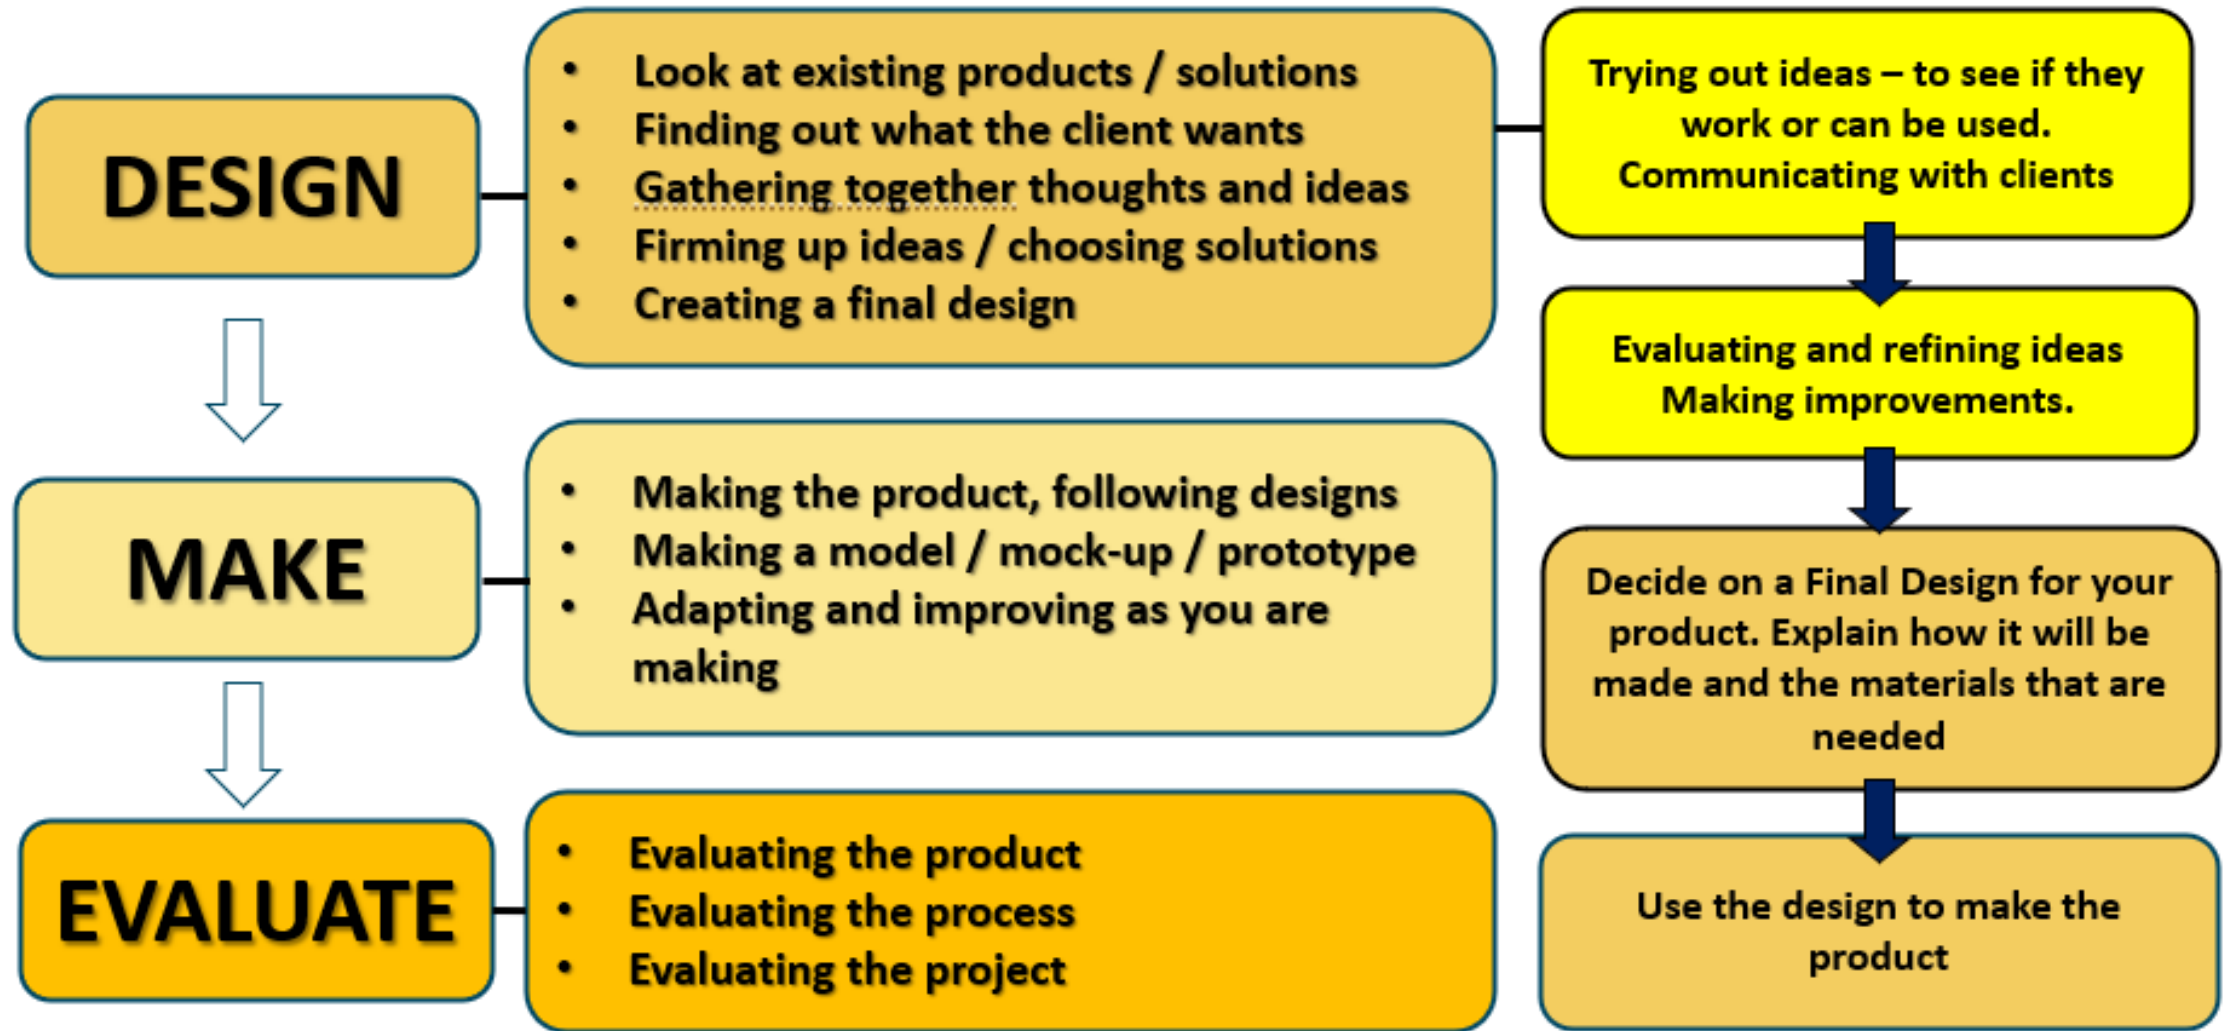 DESIGN
• Look at existing products / solutions
• Finding out what the client wants
• Gathering together thoughts and ideas
• Firming up ideas / choosing solutions
• Creating a final design
Trying out ideas – to see if they
work or can be used.
Communicating with clients
Evaluating and refining ideas
Making improvements.
MAKE
• Making the product, following designs
• Making a model / mock-up / prototype
• Adapting and improving as you are
making
Decide on a Final Design for your
product. Explain how it will be
made and the materials that are
needed
EVALUATE
• Evaluating the product
• Evaluating the process
• Evaluating the project
Use the design to make the
product